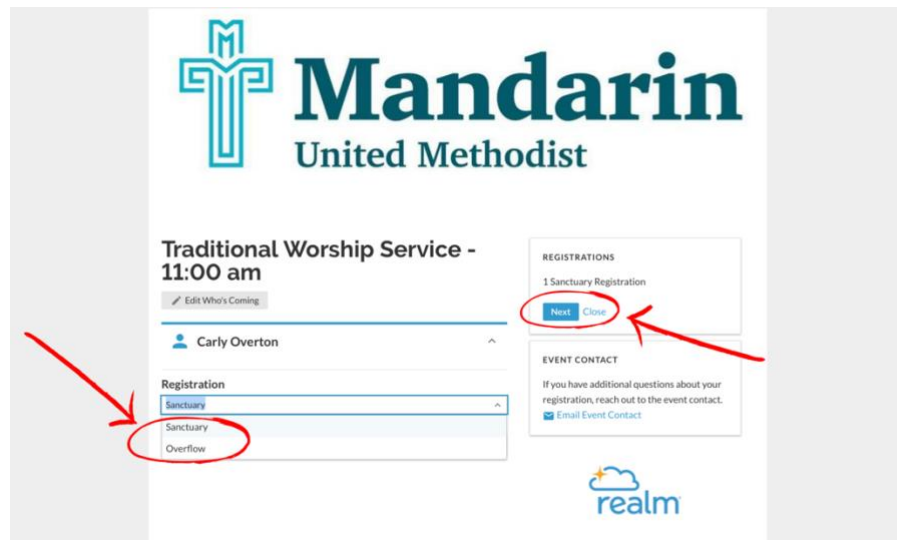 Mandarin
United Methodist
Traditional Worship Service -
11:00 am
Edit Who's Coming
Carly Overton
Registration
Sanctuary
Sanctuary
Overflow
REGISTRATIONS
1 Sanctuary Registration
Next Close
EVENT CONTACT
If you have additional questions about your
registration, reach out to the event contact.
Email Event Contact
realm